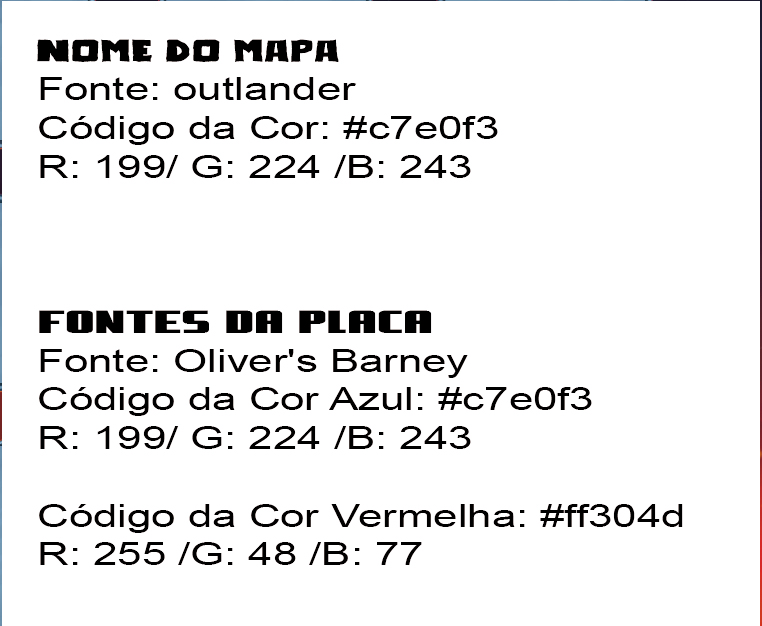 NOME DO MAPA
Fonte: outlander
Código da Cor: #c7e0f3
R: 199/ G: 224 /B: 243
FONTES DA PLACA
Fonte: Oliver's Barney
Código da Cor Azul: #c7e0f3
R: 199/ G: 224 /B: 243
Código da Cor Vermelha: #ff304d
R: 255 /G: 48 /B: 77